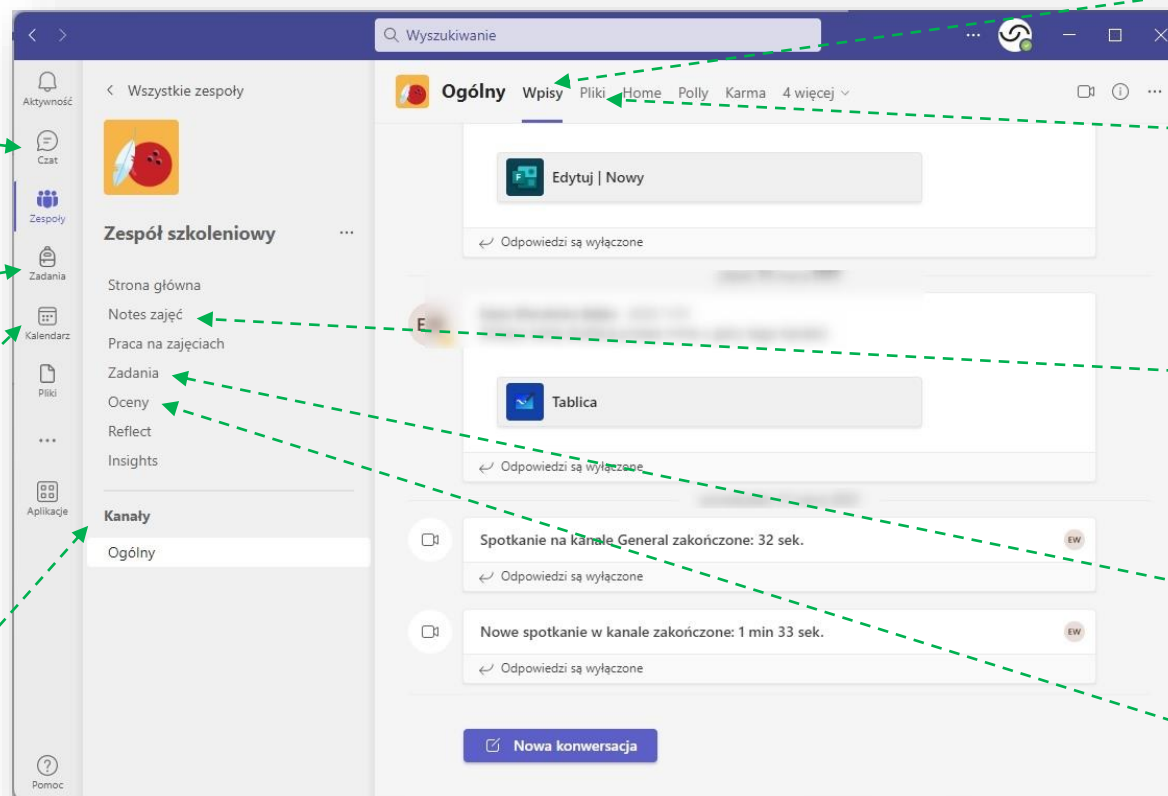 Wyszukiwanie
Aktywność
Czat
Zespoły
Zadania
Kalendarz
Pliki
Aplikacje
Pomoc
Wszystkie zespoły
Zespół szkoleniowy
Strona główna
Notes zajęć
Praca na zajęciach
Zadania
Oceny
Reflect
Insights
Kanały
Ogólny
Ogólny Wpisy Pliki Home Polly Karma 4 więcej
Edytuj | Nowy
Odpowiedzi są wyłączone
Tablica
Odpowiedzi są wyłączone
Spotkanie na kanale General zakończone: 32 sek.
EW
Odpowiedzi są wyłączone
Nowe spotkanie w kanale zakończone: 1 min 33 sek.
EW
Odpowiedzi są wyłączone
Nowa konwersacja